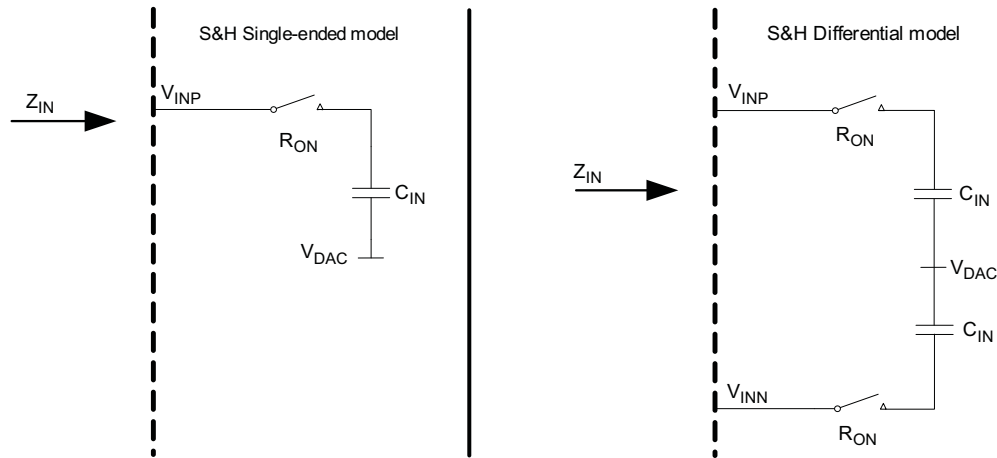 S&H Single-ended model
Z_IN
V_INP
R_ON
C_IN
V_DAC
S&H Differential model
V_INP
R_ON
Z_IN
C_IN
V_DAC
C_IN
V_INN
R_ON